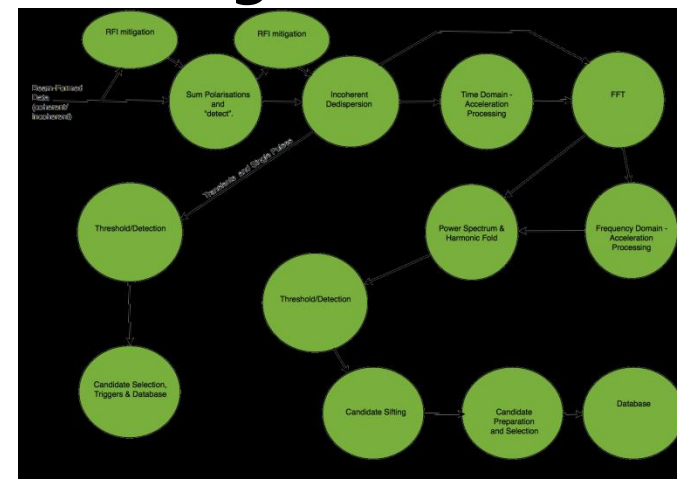 RFI mitigation
RFI mitigation
Beam-Formed
Data
(coherent/
incoherent)
Sum Polarisations
and
"detect".
Incoherent
Dedispersion
Time Domain -
Acceleration
Processing
FFT
Transients and Single Pulses
Threshold/Detection
Power Spectrum &
Harmonic Fold
Frequency Domain -
Acceleration
Processing
Threshold/Detection
Candidate Selection,
Triggers & Database
Candidate Sifting
Candidate
Preparation
and Selection
Database